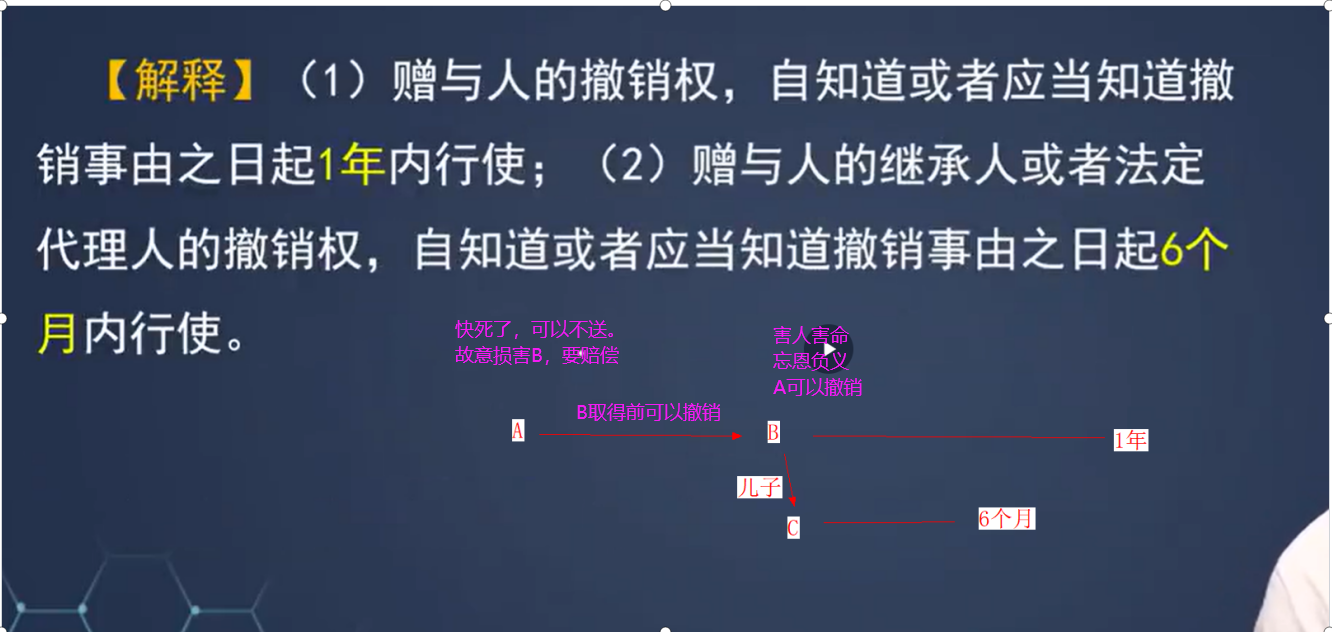 【解释】（1）赠与人的撤销权，自知道或者应当知道撤
销事由之日起1年内行使；（2）赠与人的继承人或者法定
代理人的撤销权，自知道或者应当知道撤销事由之日起6个
月内行使。
快死了，可以不送。
故意损害B，要赔偿
害人害命
忘恩负义
A可以撤销
B取得前可以撤销
A
B
1年
儿子
C
6个月